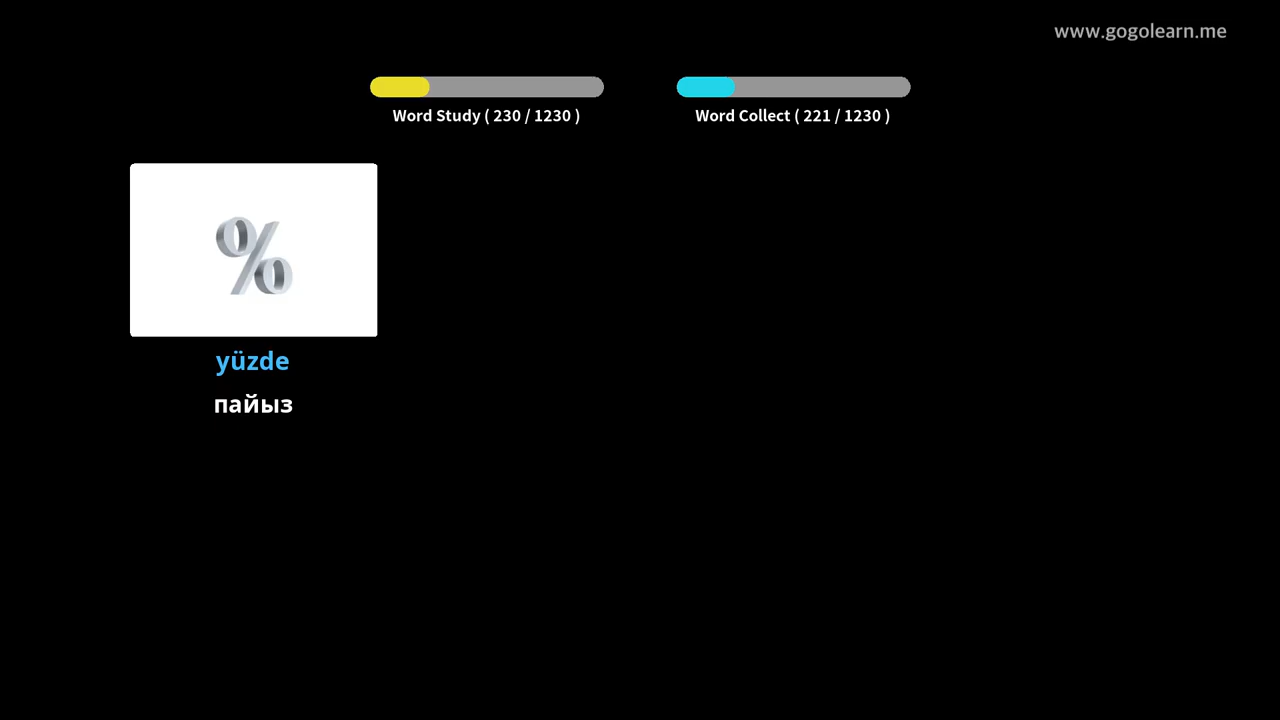 www.gogolearn.me
Word Study ( 230 / 1230 )
Word Collect ( 221 / 1230 )
%
yüzde
пайыз